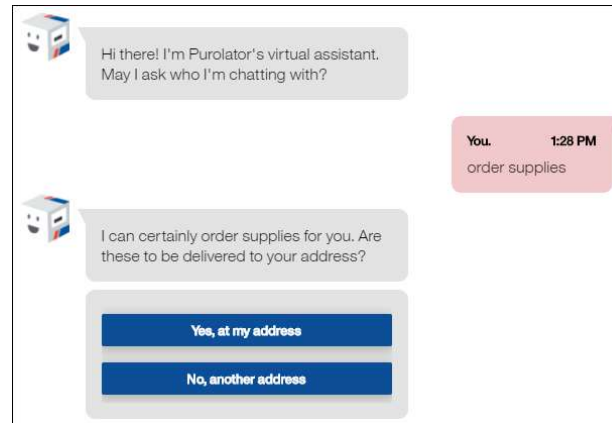 Hi there! I'm Purolator's virtual assistant.
May I ask who I'm chatting with?
You. 1:28 PM
order supplies
I can certainly order supplies for you. Are
these to be delivered to your address?
Yes, at my address
No, another address